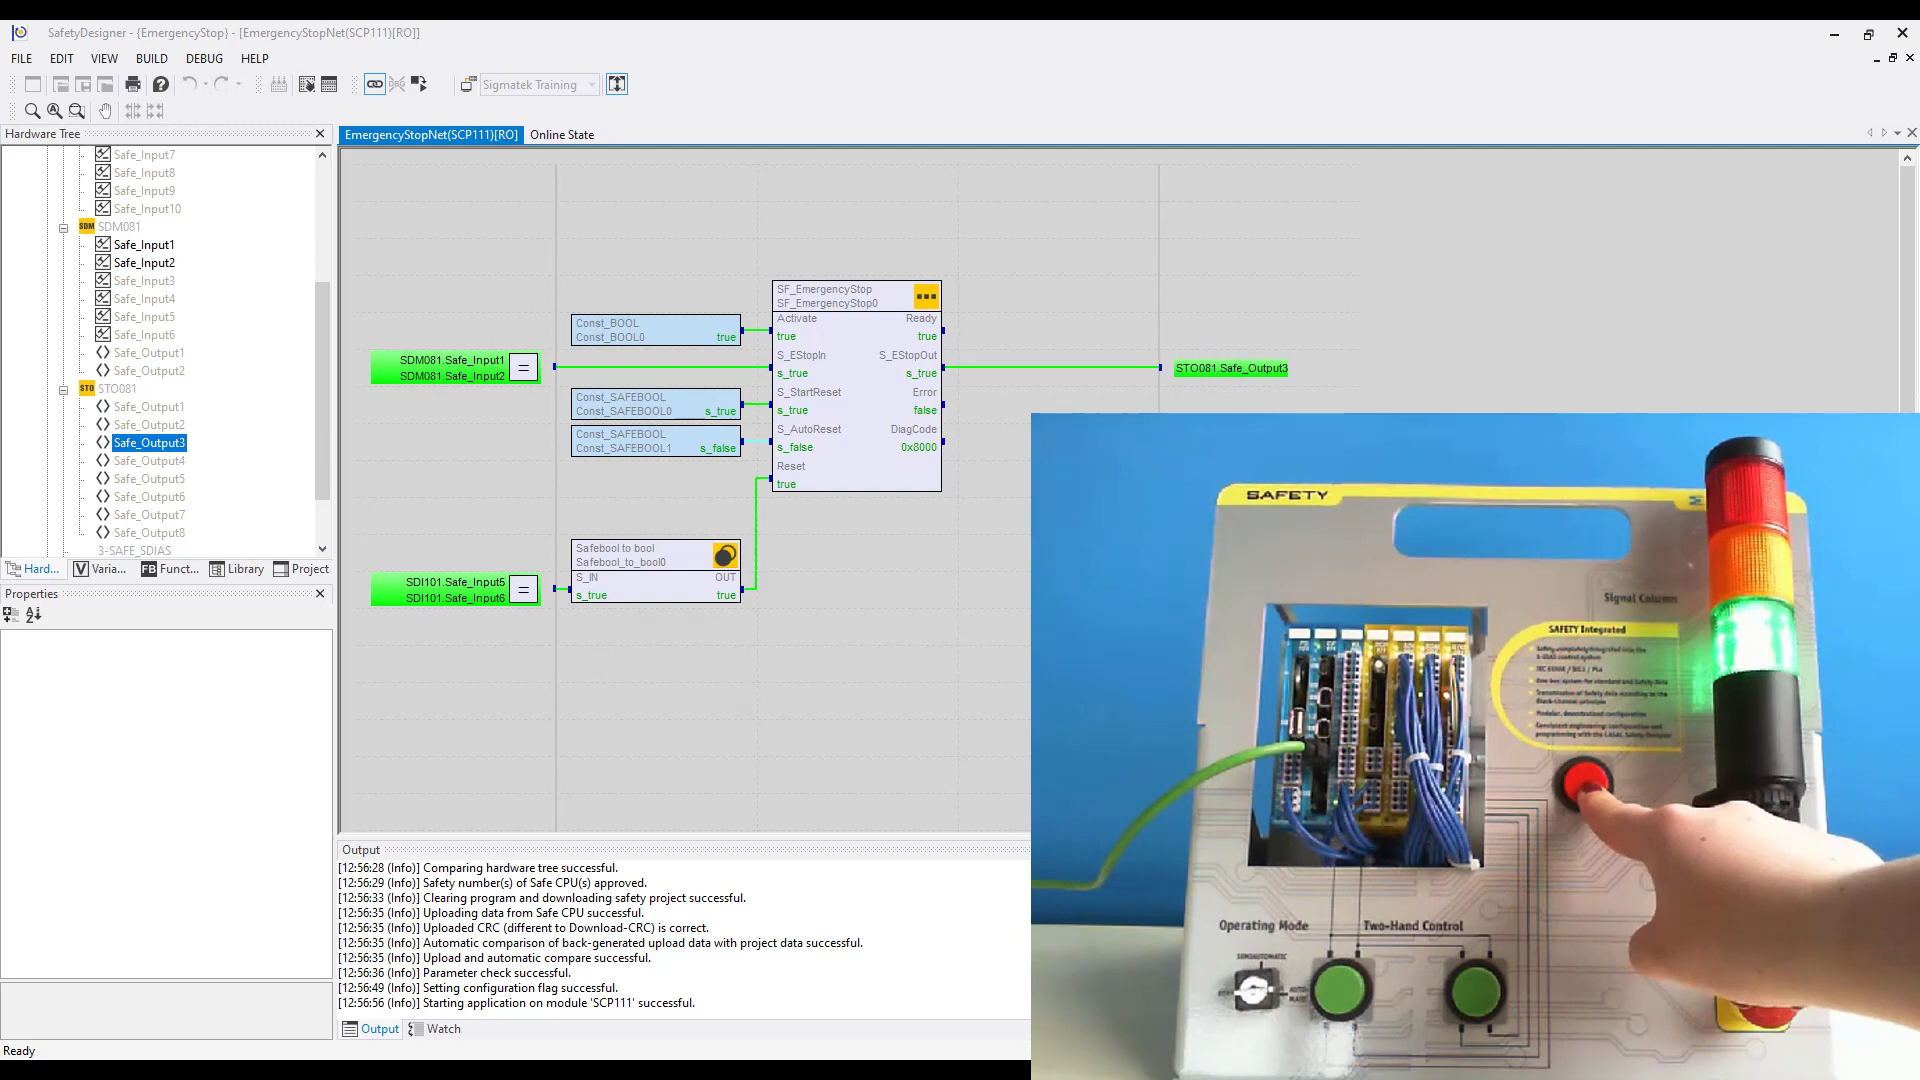 SafetyDesigner - {EmergencyStop} - [EmergencyStopNet(SCP111)[RO]]
FILE EDIT VIEW BUILD DEBUG HELP
Sigmatek Training
Hardware Tree
EmergencyStopNet(SCP111)[RO] Online State
Safe_Input7
Safe_Input8
Safe_Input9
Safe_Input10
SDM SDM081
Safe_Input1
Safe_Input2
Safe_Input3
Safe_Input4
Safe_Input5
Safe_Input6
Safe_Output1
Safe_Output2
STO STO081
Safe_Output1
Safe_Output2
Safe_Output3
Safe_Output4
Safe_Output5
Safe_Output6
Safe_Output7
Safe_Output8
3-SAFE_SDIAS
Hard... Varia... FB Funct... Library Project
Properties
SF_EmergencyStop
SF_EmergencyStop0
Activate Ready
true true
S_EStopIn S_EStopOut
s_true s_true
S_StartReset Error
s_true false
S_AutoReset DiagCode
s_false 0x8000
Reset
true
Const_BOOL
Const_BOOL0 true
SDM081.Safe_Input1
SDM081.Safe_Input2
=
Const_SAFEBOOL
Const_SAFEBOOL0 s_true
Const_SAFEBOOL
Const_SAFEBOOL1 s_false
STO081.Safe_Output3
Safebool to bool
Safebool_to_bool0
S_IN OUT
s_true true
SDI101.Safe_Input5
SDI101.Safe_Input6
=
Output
[12:56:28 (Info)] Comparing hardware tree successful.
[12:56:29 (Info)] Safety number(s) of Safe CPU(s) approved.
[12:56:33 (Info)] Clearing program and downloading safety project successful.
[12:56:35 (Info)] Uploading data from Safe CPU successful.
[12:56:35 (Info)] Uploaded CRC (different to Download-CRC) is correct.
[12:56:35 (Info)] Automatic comparison of back-generated upload data with project data successful.
[12:56:35 (Info)] Upload and automatic compare successful.
[12:56:36 (Info)] Parameter check successful.
[12:56:49 (Info)] Setting configuration flag successful.
[12:56:56 (Info)] Starting application on module 'SCP111' successful.
Output Watch
Ready
SAFETY
Signal Column
SAFETY Integrated
Operating Mode
Two-Hand Control
SEMIAUTOMATIC